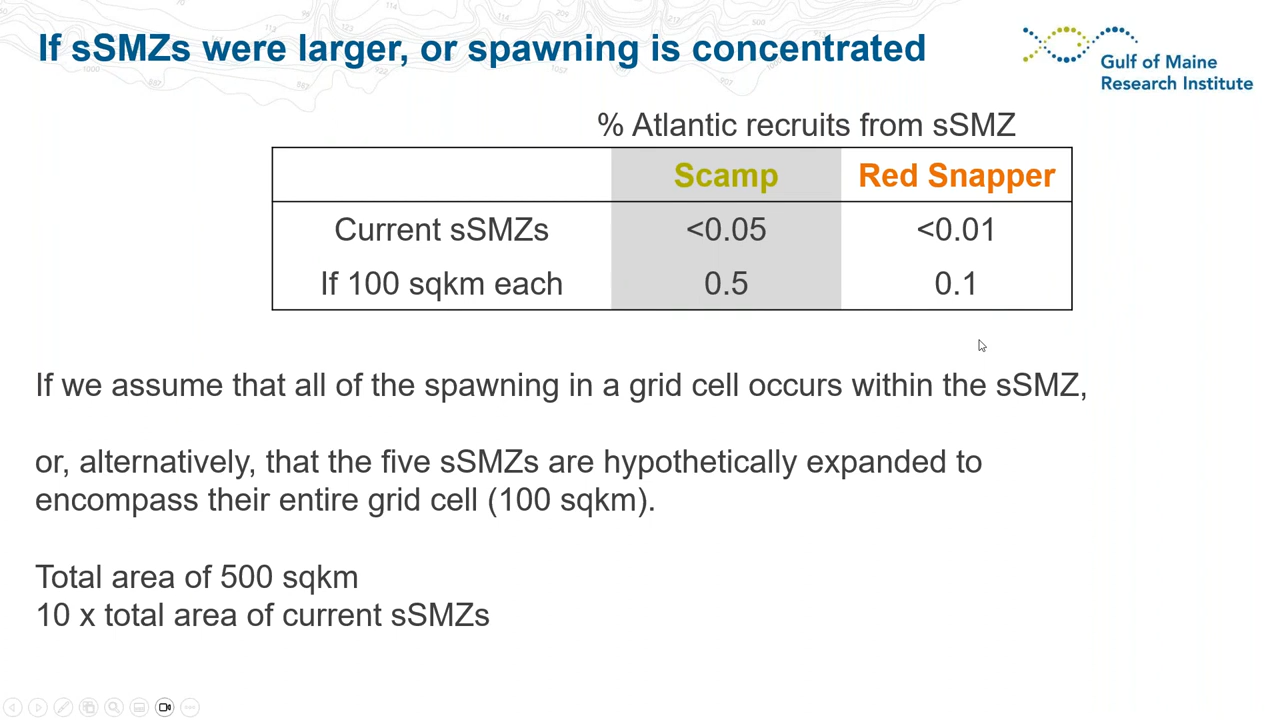 If sSMZs were larger, or spawning is concentrated
Gulf of Maine
Research Institute
% Atlantic recruits from sSMZ
Scamp Red Snapper
Current sSMZs <0.05 <0.01
If 100 sqkm each 0.5 0.1
If we assume that all of the spawning in a grid cell occurs within the sSMZ,
or, alternatively, that the five sSMZs are hypothetically expanded to
encompass their entire grid cell (100 sqkm).
Total area of 500 sqkm
10 x total area of current sSMZs